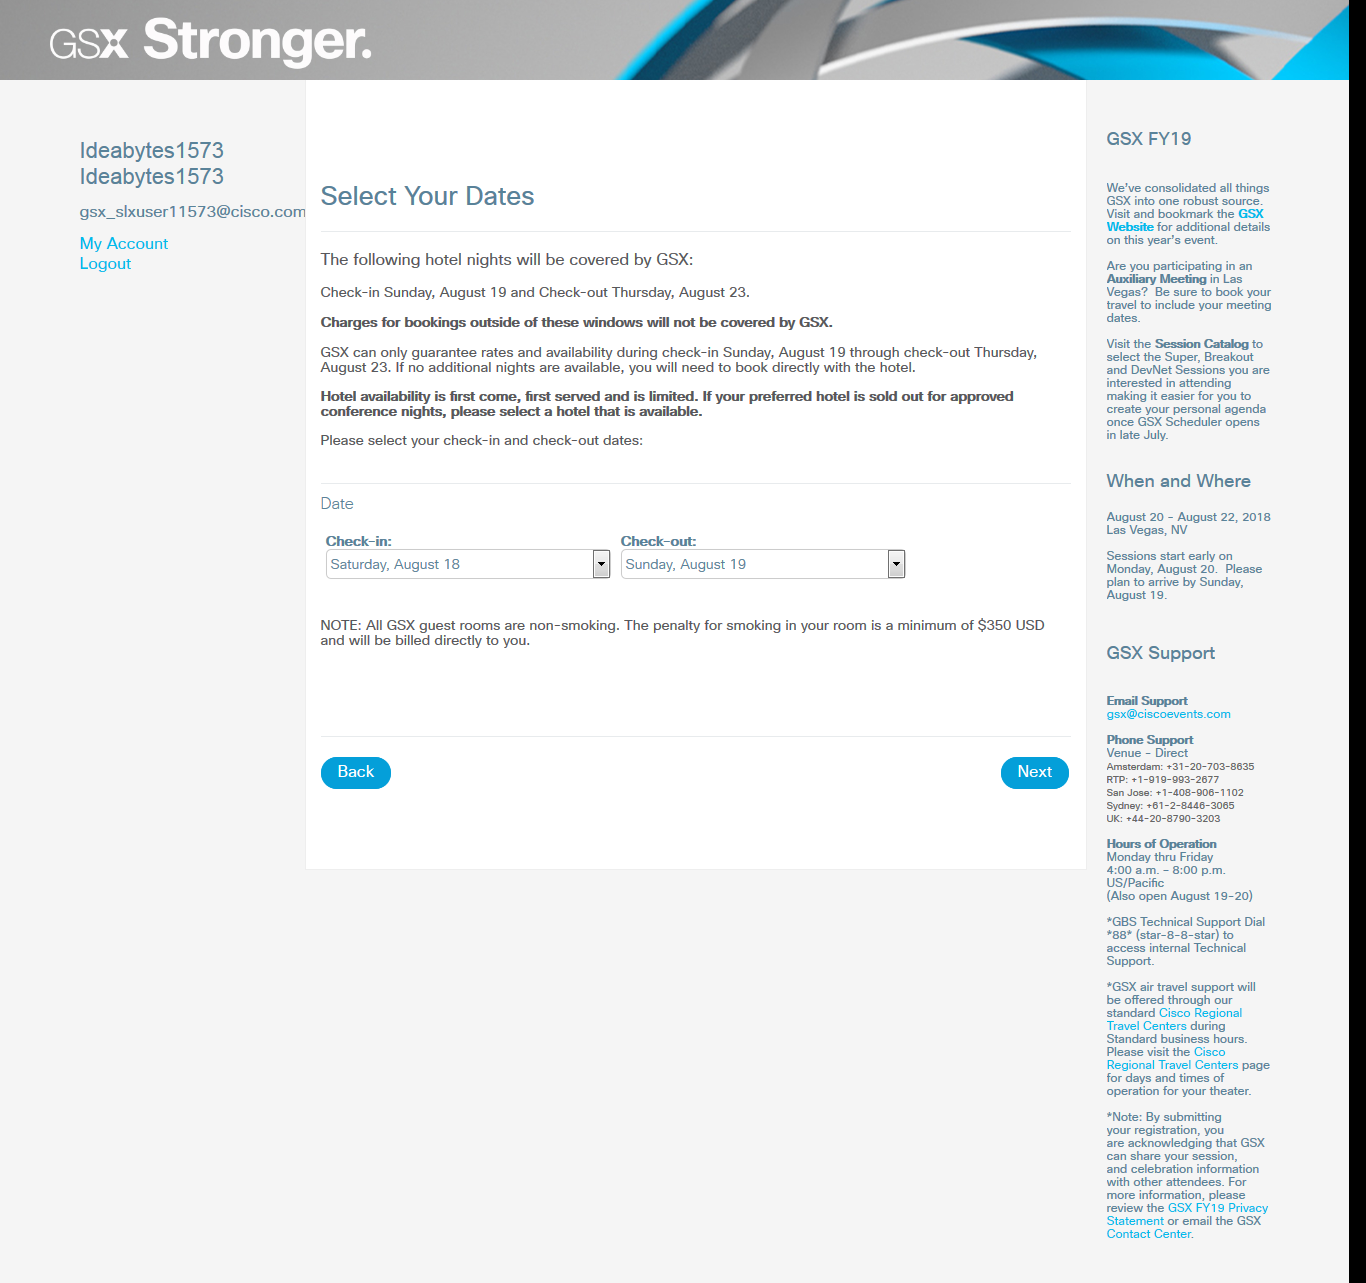 GSX Stronger.
Ideabytes1573
Ideabytes1573
gsx_slxuser11573@cisco.com
My Account
Logout
Select Your Dates
The following hotel nights will be covered by GSX:
Check-in Sunday, August 19 and Check-out Thursday, August 23.
Charges for bookings outside of these windows will not be covered by GSX.
GSX can only guarantee rates and availability during check-in Sunday, August 19 through check-out Thursday,
August 23. If no additional nights are available, you will need to book directly with the hotel.
Hotel availability is first come, first served and is limited. If your preferred hotel is sold out for approved
conference nights, please select a hotel that is available.
Please select your check-in and check-out dates:
Date
Check-in: Check-out:
Saturday, August 18 Sunday, August 19
NOTE: All GSX guest rooms are non-smoking. The penalty for smoking in your room is a minimum of $350 USD
and will be billed directly to you.
Back Next
GSX FY19
We've consolidated all things
GSX into one robust source.
Visit and bookmark the GSX
Website for additional details
on this year's event.
Are you participating in an
Auxiliary Meeting in Las
Vegas? Be sure to book your
travel to include your meeting
dates.
Visit the Session Catalog to
select the Super, Breakout
and DevNet Sessions you are
interested in attending
making it easier for you to
create your personal agenda
once GSX Scheduler opens
in late July.
When and Where
August 20 - August 22, 2018
Las Vegas, NV
Sessions start early on
Monday, August 20. Please
plan to arrive by Sunday,
August 19.
GSX Support
Email Support
gsx@ciscoevents.com
Phone Support
Venue - Direct
Amsterdam: +31-20-703-8635
RTP: +1-919-993-2677
San Jose: +1-408-906-1102
Sydney: +61-2-8446-3065
UK: +44-20-8790-3203
Hours of Operation
Monday thru Friday
4:00 a.m. - 8:00 p.m.
US/Pacific
(Also open August 19-20)
*GBS Technical Support Dial
*88* (star-8-8-star) to
access internal Technical
Support.
*GSX air travel support will
be offered through our
standard Cisco Regional
Travel Centers during
Standard business hours.
Please visit the Cisco
Regional Travel Centers page
for days and times of
operation for your theater.
*Note: By submitting
your registration, you
are acknowledging that GSX
can share your session,
and celebration information
with other attendees. For
more information, please
review the GSX FY19 Privacy
Statement or email the GSX
Contact Center.